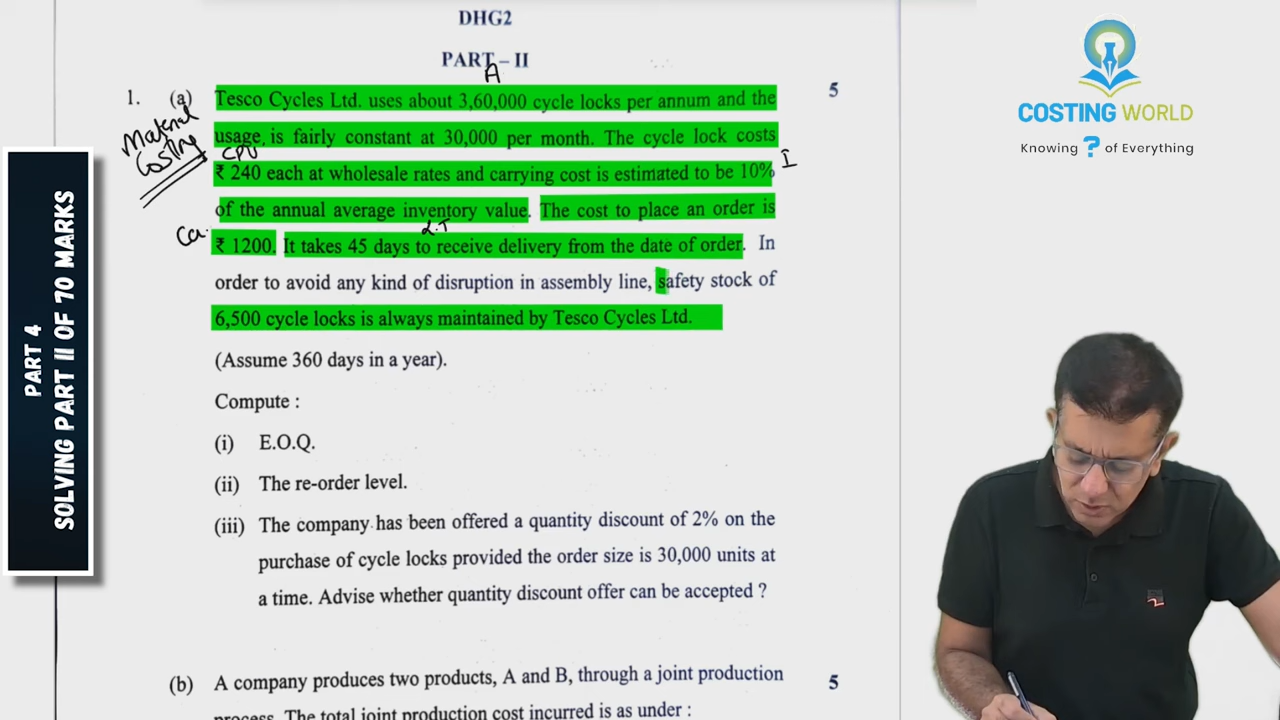 DHG2
PART – II
A
1. (a) Tesco Cycles Ltd. uses about 3,60,000 cycle locks per annum and the 5
Material Costing
usage is fairly constant at 30,000 per month. The cycle lock costs
CPU
I
₹ 240 each at wholesale rates and carrying cost is estimated to be 10%
of the annual average inventory value. The cost to place an order is
L.T
Ca.
₹ 1200. It takes 45 days to receive delivery from the date of order. In
order to avoid any kind of disruption in assembly line, safety stock of
6,500 cycle locks is always maintained by Tesco Cycles Ltd.
(Assume 360 days in a year).
Compute :
(i) E.O.Q.
(ii) The re-order level.
(iii) The company has been offered a quantity discount of 2% on the
purchase of cycle locks provided the order size is 30,000 units at
a time. Advise whether quantity discount offer can be accepted ?
(b) A company produces two products, A and B, through a joint production 5
process. The total joint production cost incurred is as under :
PART 4
SOLVING PART II OF 70 MARKS
COSTING WORLD
Knowing ? of Everything